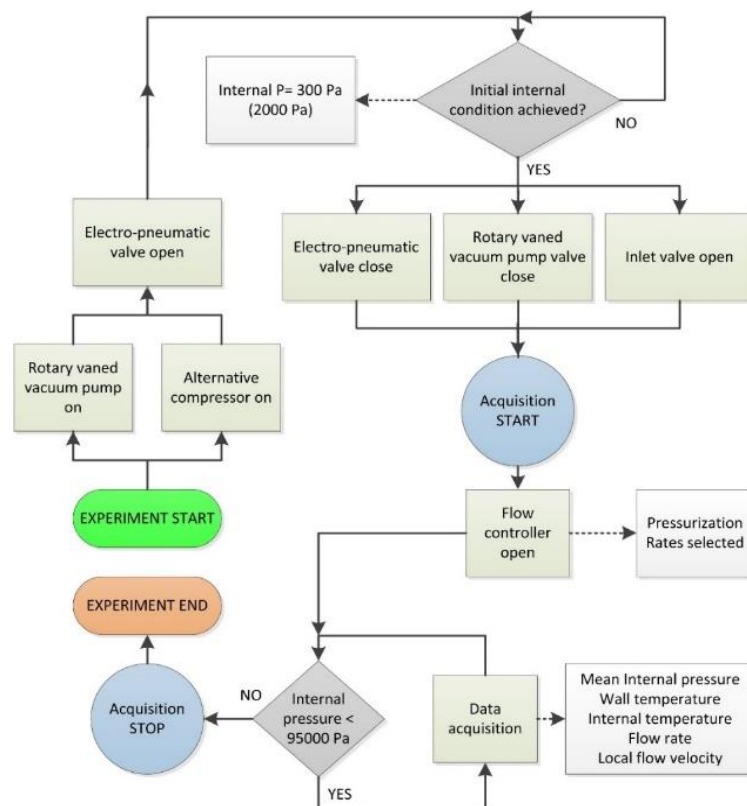 Internal P= 300 Pa
(2000 Pa)
Initial internal
condition achieved?
NO
YES
Electro-pneumatic
valve open
Electro-pneumatic
valve close
Rotary vaned
vacuum pump valve
close
Inlet valve open
Rotary vaned
vacuum pump
on
Alternative
compressor on
Acquisition
START
EXPERIMENT START
Flow
controller
open
Pressurization
Rates selected
EXPERIMENT END
Acquisition
STOP
NO
Internal
pressure <
95000 Pa
YES
Data
acquisition
Mean Internal pressure
Wall temperature
Internal temperature
Flow rate
Local flow velocity